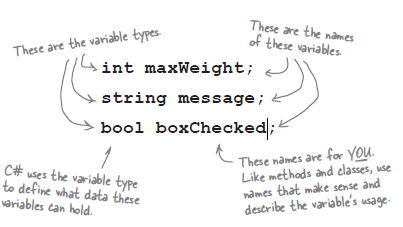 These are the variable types.
These are the names
of these variables.
int maxWeight;
string message;
bool boxChecked;
C# uses the variable type
to define what data these
variables can hold.
These names are for YOU.
Like methods and classes, use
names that make sense and
describe the variable's usage.